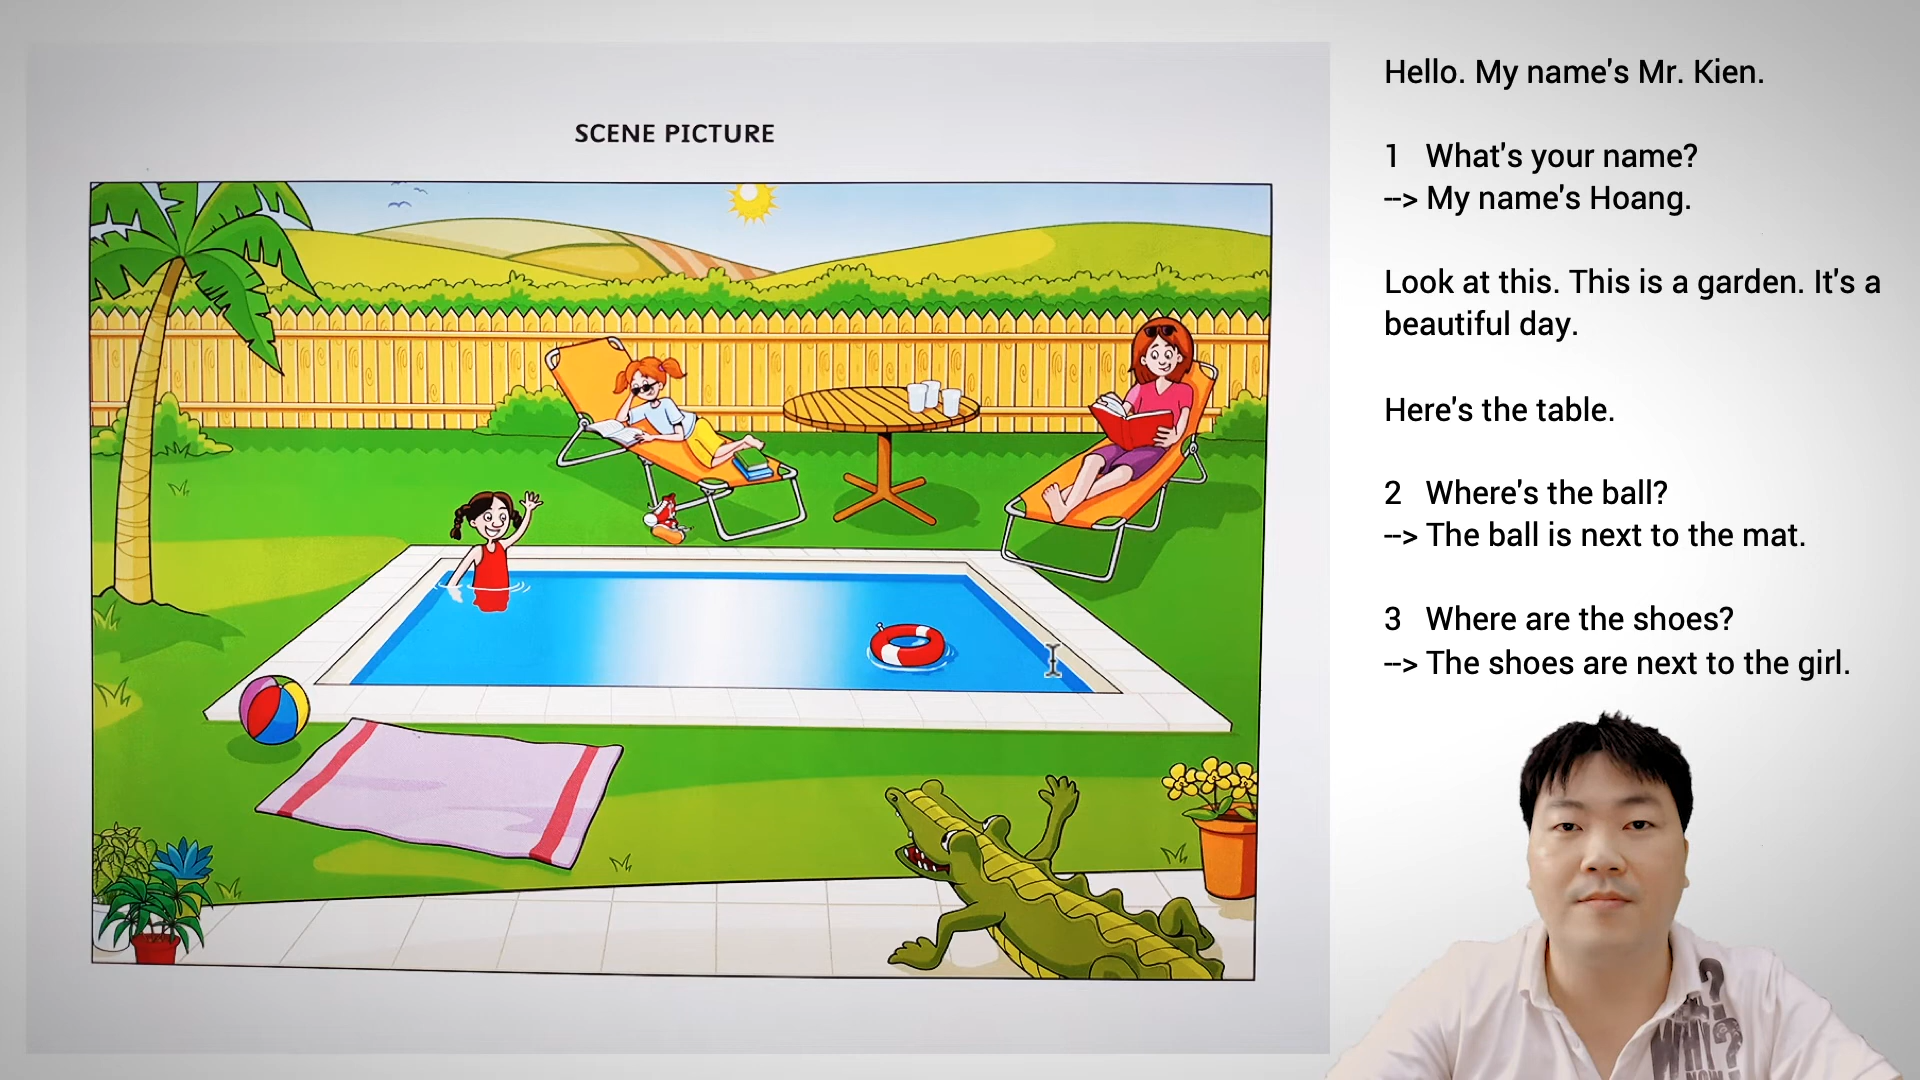 SCENE PICTURE
Hello. My name's Mr. Kien.
1 What's your name?
--> My name's Hoang.
Look at this. This is a garden. It's a
beautiful day.
Here's the table.
2 Where's the ball?
--> The ball is next to the mat.
3 Where are the shoes?
--> The shoes are next to the girl.